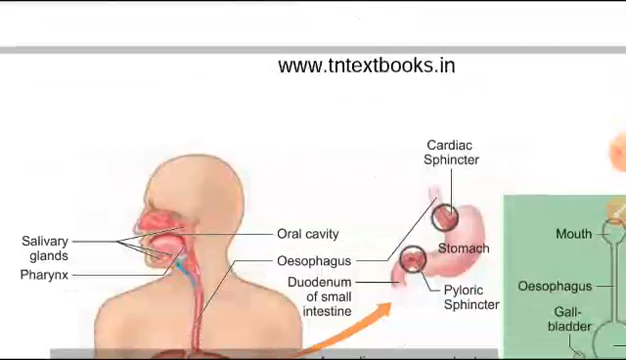 www.tntextbooks.in
Cardiac
Sphincter
Salivary
glands
Pharynx
Oral cavity
Oesophagus
Duodenum
of small
intestine
Stomach
Pyloric
Sphincter
Mouth
Oesophagus
Gall-
bladder